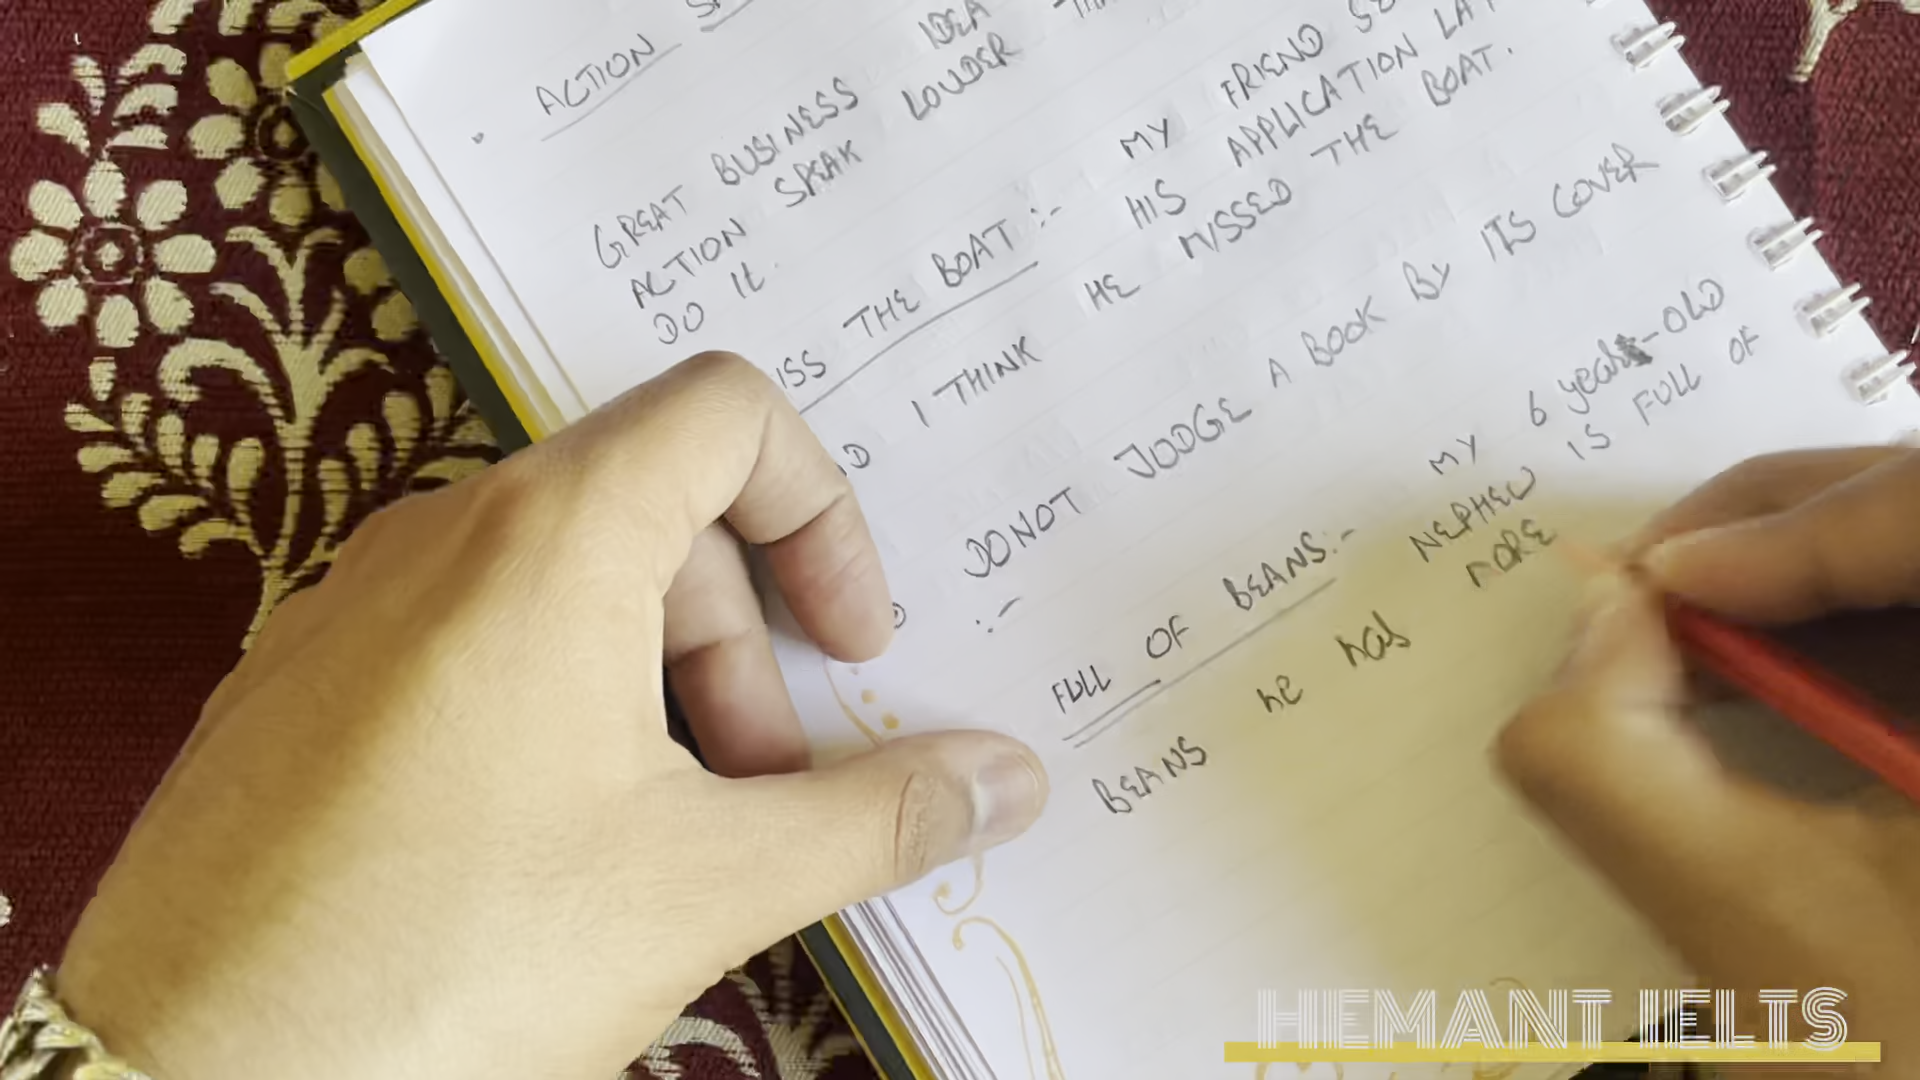 ACTION
GREAT BUSINESS IDEA
ACTION SPEAK LOUDER
DO It.
ISS THE BOAT :- MY FRIEND
HIS APPLICATION
D I THINK HE MISSED THE BOAT.
DONOT JUDGE A BOOK BY ITS COVER
:-
FULL OF BEANS :- MY 6 year-OLD
NEPHEW IS FULL OF
BEANS he has MORE
HEMANT IELTS